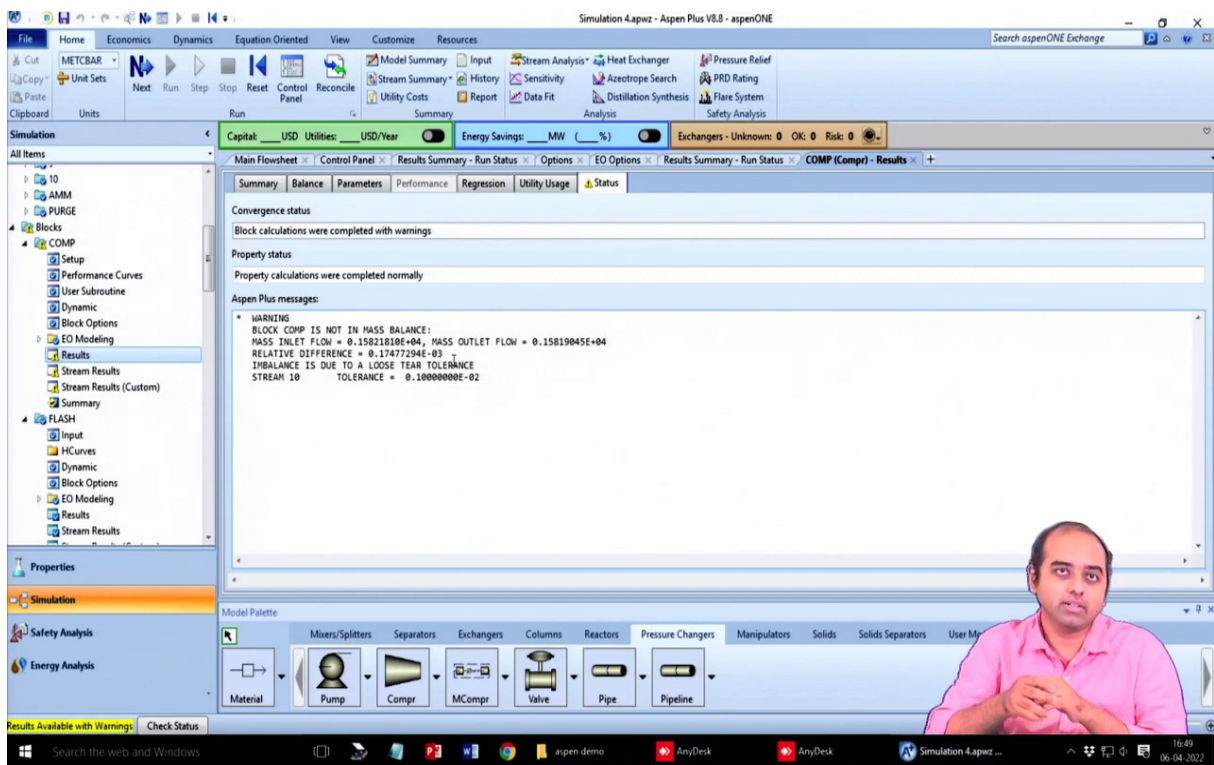 Simulation 4.apwz - Aspen Plus V8.8 - aspenONE
File Home Economics Dynamics Equation Oriented View Customize Resources
Search aspenONE Exchange
Cut METCBAR Model Summary Input Stream Analysis Heat Exchanger Pressure Relief
Copy Unit Sets Stream Summary History Sensitivity Azeotrope Search PRD Rating
Paste Next Run Step Stop Reset Control Panel Reconcile Utility Costs Report Data Fit Distillation Synthesis Flare System
Clipboard Units Run Summary Analysis Safety Analysis
Simulation
Capital: ____USD Utilities: ____USD/Year Energy Savings: ____MW (____%) Exchangers - Unknown: 0 OK: 0 Risk: 0
All Items
Main Flowsheet Control Panel Results Summary - Run Status Options EO Options Results Summary - Run Status COMP (Compr) - Results +
Summary Balance Parameters Performance Regression Utility Usage Status
10
AMM
PURGE
Blocks
COMP
Setup
Performance Curves
User Subroutine
Dynamic
Block Options
EO Modeling
Results
Stream Results
Stream Results (Custom)
Summary
FLASH
Input
HCurves
Dynamic
Block Options
EO Modeling
Results
Stream Results
Convergence status
Block calculations were completed with warnings
Property status
Property calculations were completed normally
Aspen Plus messages:
* WARNING
BLOCK COMP IS NOT IN MASS BALANCE:
MASS INLET FLOW = 0.15821810E+04, MASS OUTLET FLOW = 0.15819045E+04
RELATIVE DIFFERENCE = 0.17477294E-03
IMBALANCE IS DUE TO A LOOSE TEAR TOLERANCE
STREAM 10 TOLERANCE = 0.10000000E-02
Properties
Simulation
Safety Analysis
Energy Analysis
Model Palette
Mixers/Splitters Separators Exchangers Columns Reactors Pressure Changers Manipulators Solids Solids Separators User
Material Pump Compr MCompr Valve Pipe Pipeline
Results Available with Warnings Check Status
Search the web and Windows aspen demo AnyDesk AnyDesk Simulation 4.apwz ... 16:49
06-04-2022